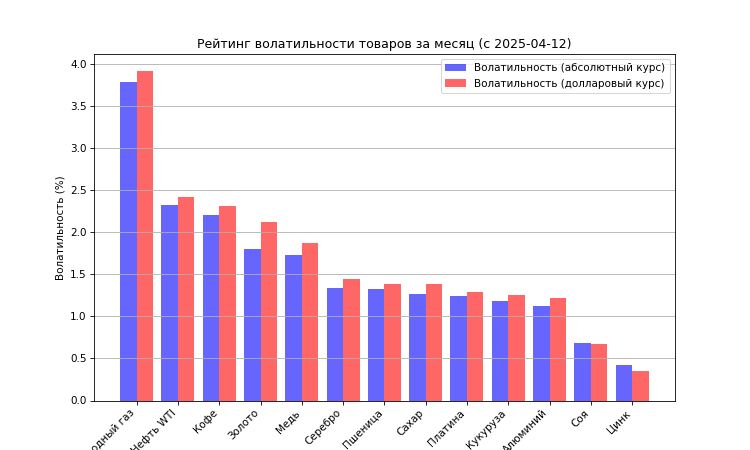 Рейтинг волатильности товаров за месяц (с 2025-04-12)
Волатильность (абсолютный курс)
Волатильность (долларовый курс)
Волатильность (%)
4.0
3.5
3.0
2.5
2.0
1.5
1.0
0.5
0.0
газ
Нефть WTI
Кофе
Золото
Медь
Серебро
Пшеница
Сахар
Платина
Кукуруза
Алюминий
Соя
Цинк